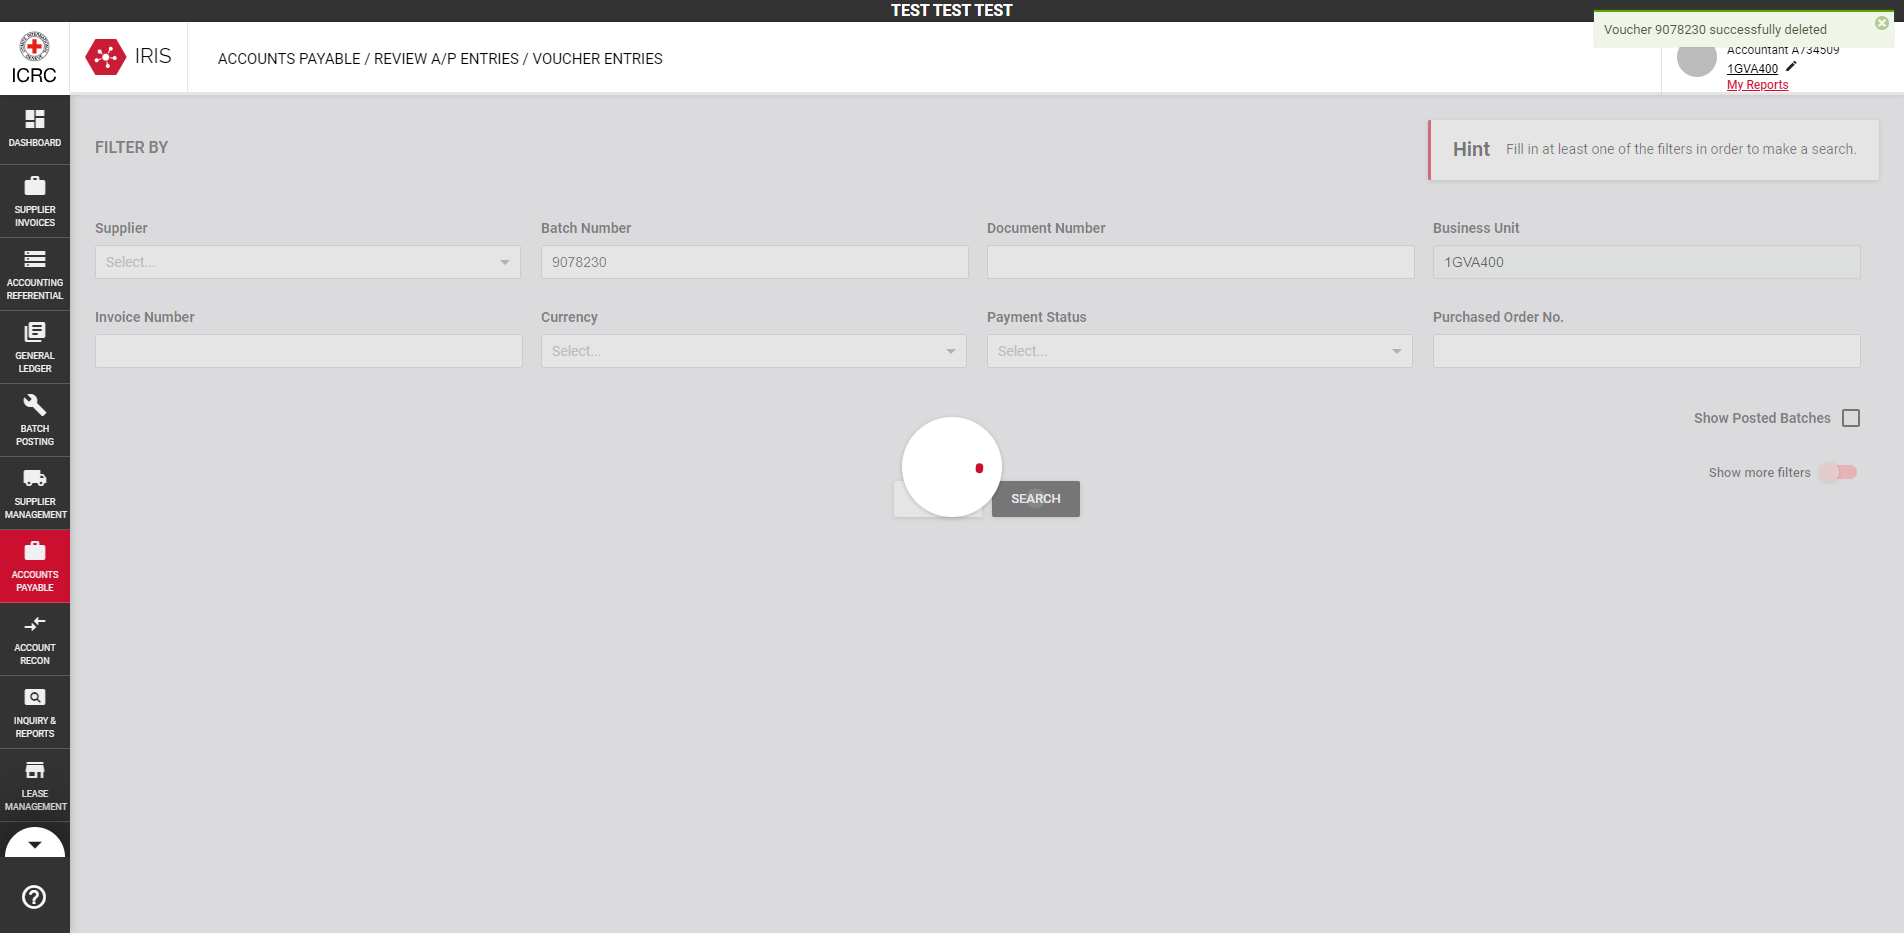 TEST TEST TEST
Voucher 9078230 successfully deleted
ICRC
IRIS
ACCOUNTS PAYABLE / REVIEW A/P ENTRIES / VOUCHER ENTRIES
Accountant A734509
1GVA400
My Reports
DASHBOARD
SUPPLIER
INVOICES
ACCOUNTING
REFERENTIAL
GENERAL
LEDGER
BATCH
POSTING
SUPPLIER
MANAGEMENT
ACCOUNTS
PAYABLE
ACCOUNT
RECON
INQUIRY &
REPORTS
LEASE
MANAGEMENT
FILTER BY
Hint Fill in at least one of the filters in order to make a search.
Supplier Batch Number Document Number Business Unit
Select... 9078230 1GVA400
Invoice Number Currency Payment Status Purchased Order No.
Select... Select...
Show Posted Batches
Show more filters
SEARCH